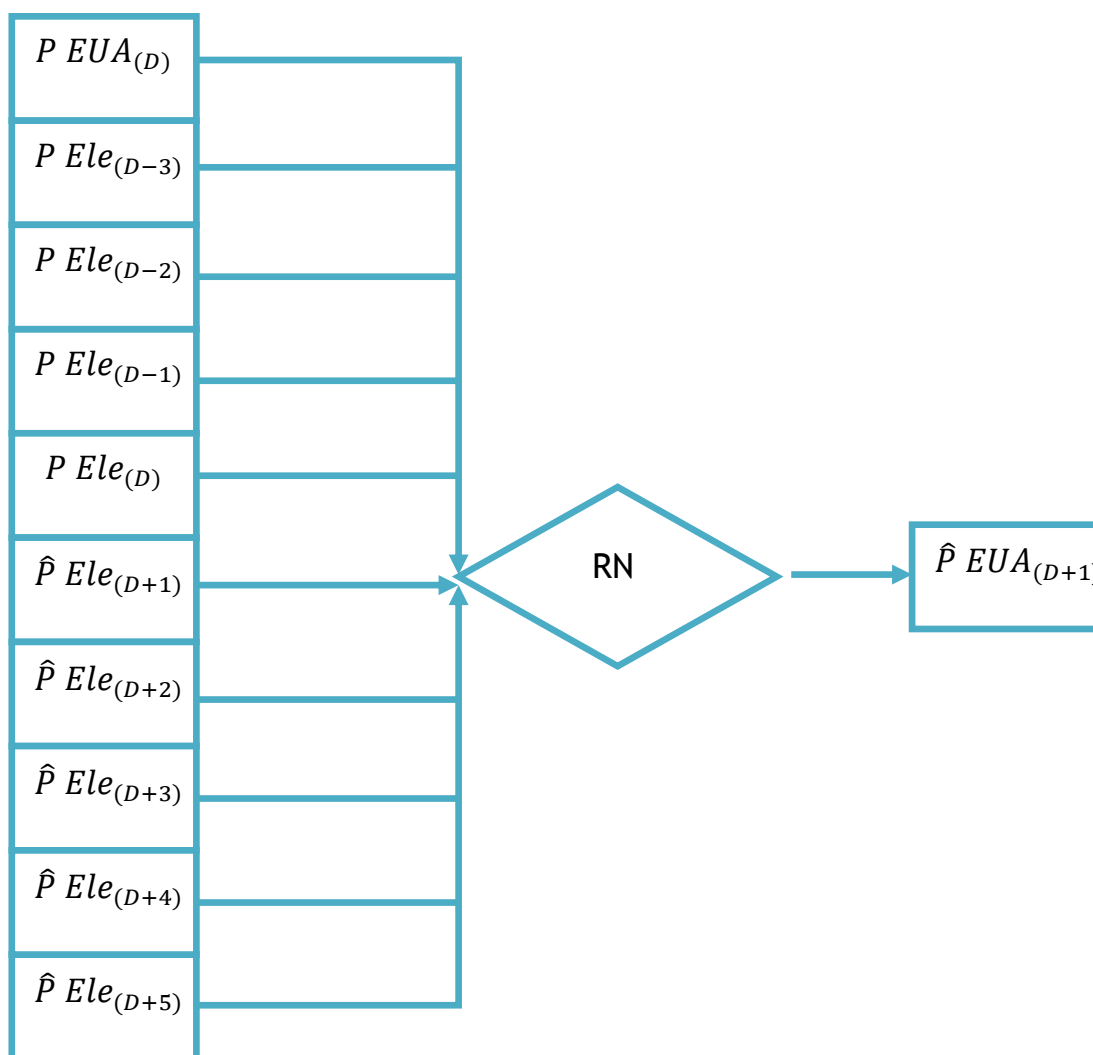 P EUA(D)
P Ele(D−3)
P Ele(D−2)
P Ele(D−1)
P Ele(D)
P̂ Ele(D+1)
RN
P̂ EUA(D+1)
P̂ Ele(D+2)
P̂ Ele(D+3)
P̂ Ele(D+4)
P̂ Ele(D+5)